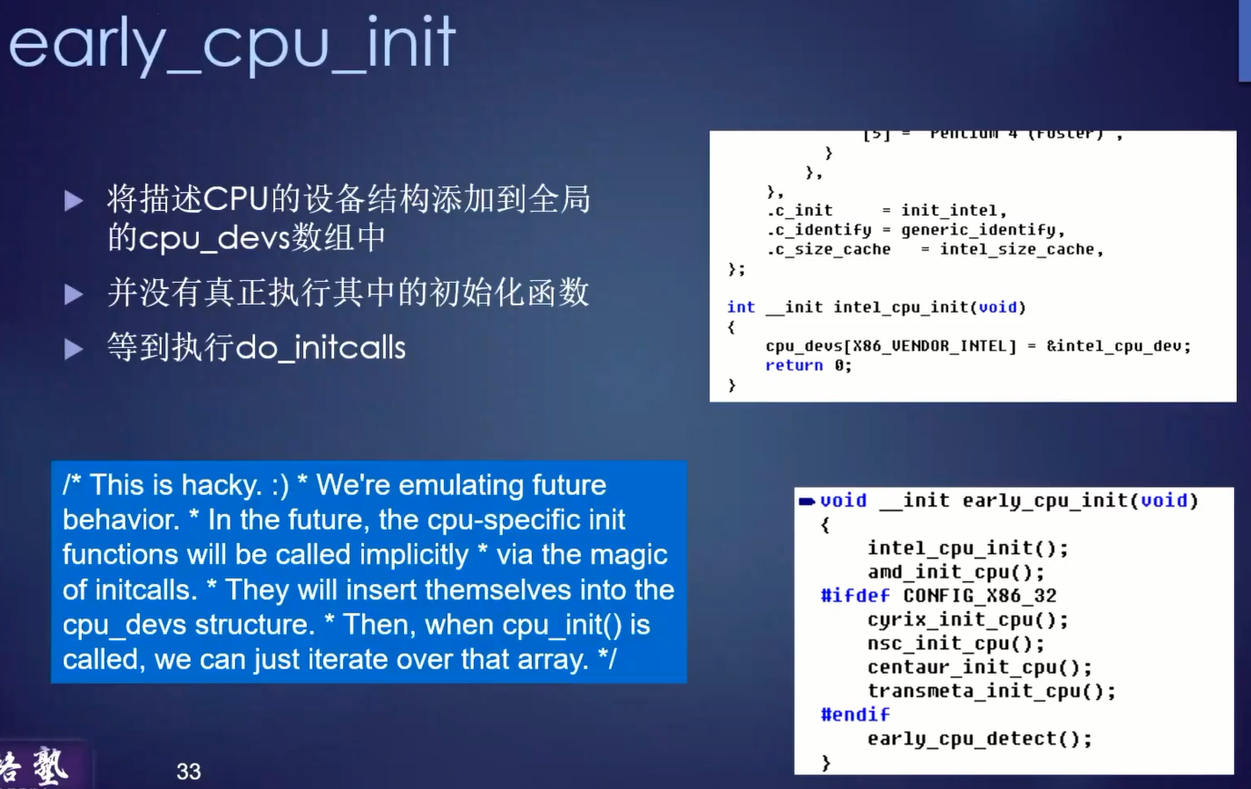 early_cpu_init
将描述CPU的设备结构添加到全局
的cpu_devs数组中
并没有真正执行其中的初始化函数
等到执行do_initcalls
/* This is hacky. :) * We're emulating future
behavior. * In the future, the cpu-specific init
functions will be called implicitly * via the magic
of initcalls. * They will insert themselves into the
cpu_devs structure. * Then, when cpu_init() is
called, we can just iterate over that array. */
[5] = "Pentium 4 (Foster)",
}
},
},
.c_init = init_intel,
.c_identify = generic_identify,
.c_size_cache = intel_size_cache,
};
int __init intel_cpu_init(void)
{
cpu_devs[X86_VENDOR_INTEL] = &intel_cpu_dev;
return 0;
}
void __init early_cpu_init(void)
{
intel_cpu_init();
amd_init_cpu();
#ifdef CONFIG_X86_32
cyrix_init_cpu();
nsc_init_cpu();
centaur_init_cpu();
transmeta_init_cpu();
#endif
early_cpu_detect();
}
塾
33